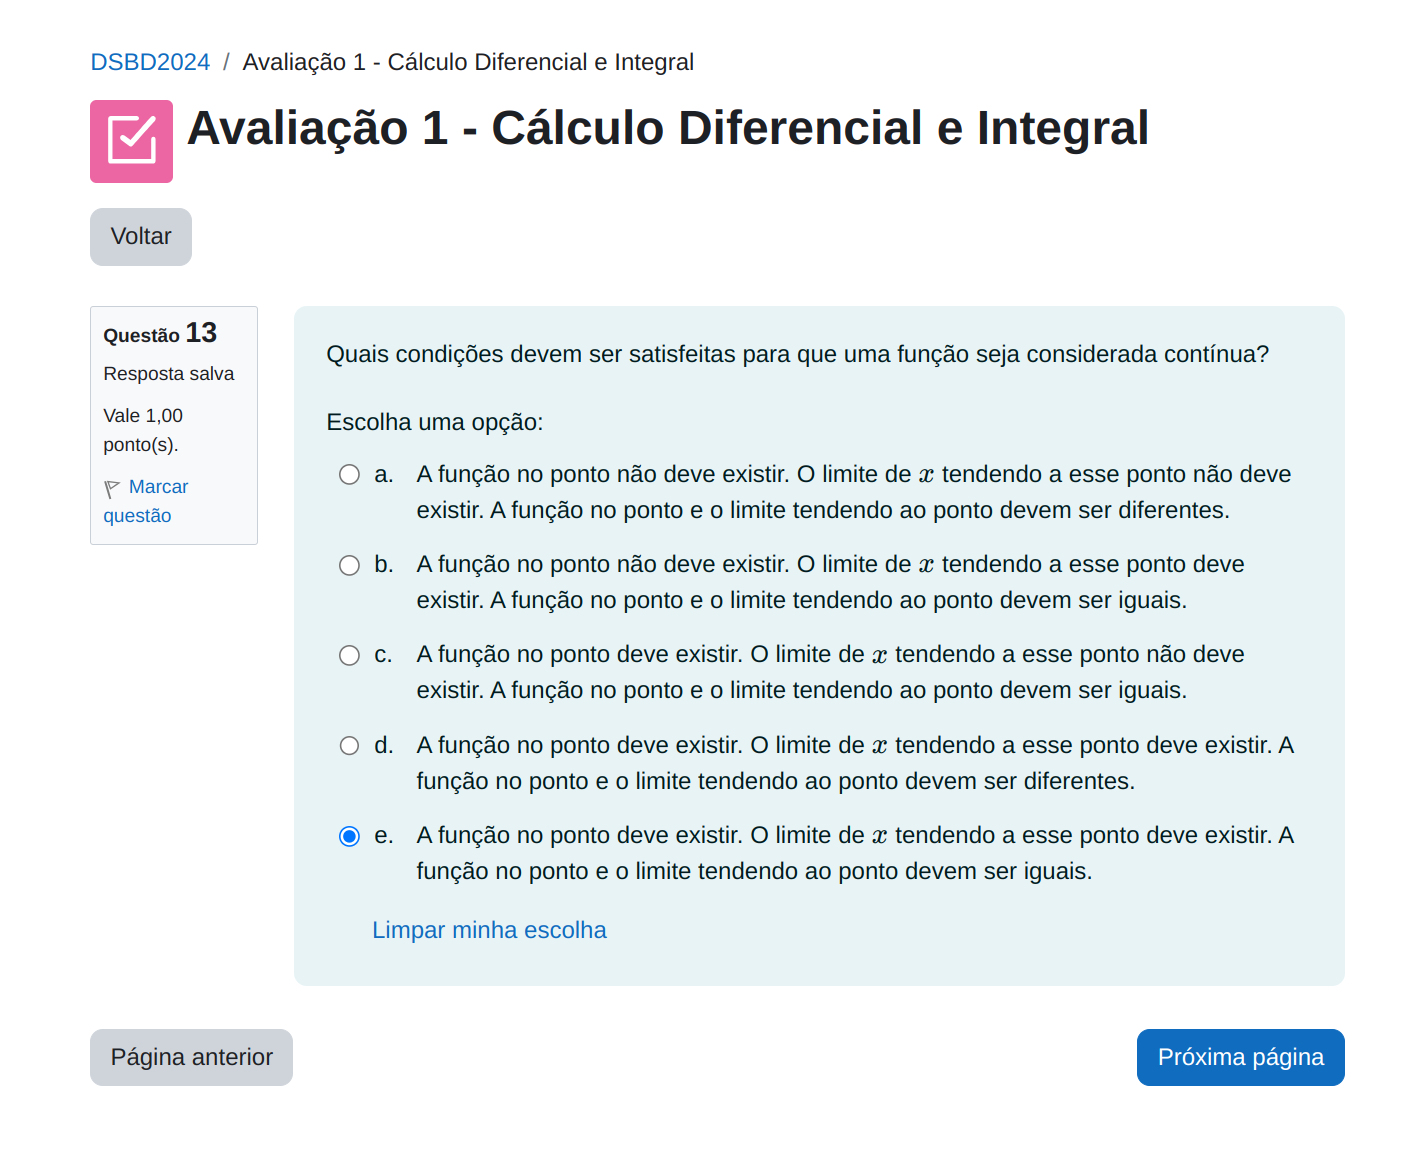 DSBD2024 / Avaliação 1 - Cálculo Diferencial e Integral
Avaliação 1 - Cálculo Diferencial e Integral
Voltar
Questão 13
Resposta salva
Vale 1,00
ponto(s).
Marcar
questão
Quais condições devem ser satisfeitas para que uma função seja considerada contínua?
Escolha uma opção:
a. A função no ponto não deve existir. O limite de x tendendo a esse ponto não deve
existir. A função no ponto e o limite tendendo ao ponto devem ser diferentes.
b. A função no ponto não deve existir. O limite de x tendendo a esse ponto deve
existir. A função no ponto e o limite tendendo ao ponto devem ser iguais.
c. A função no ponto deve existir. O limite de x tendendo a esse ponto não deve
existir. A função no ponto e o limite tendendo ao ponto devem ser iguais.
d. A função no ponto deve existir. O limite de x tendendo a esse ponto deve existir. A
função no ponto e o limite tendendo ao ponto devem ser diferentes.
e. A função no ponto deve existir. O limite de x tendendo a esse ponto deve existir. A
função no ponto e o limite tendendo ao ponto devem ser iguais.
Limpar minha escolha
Página anterior
Próxima página